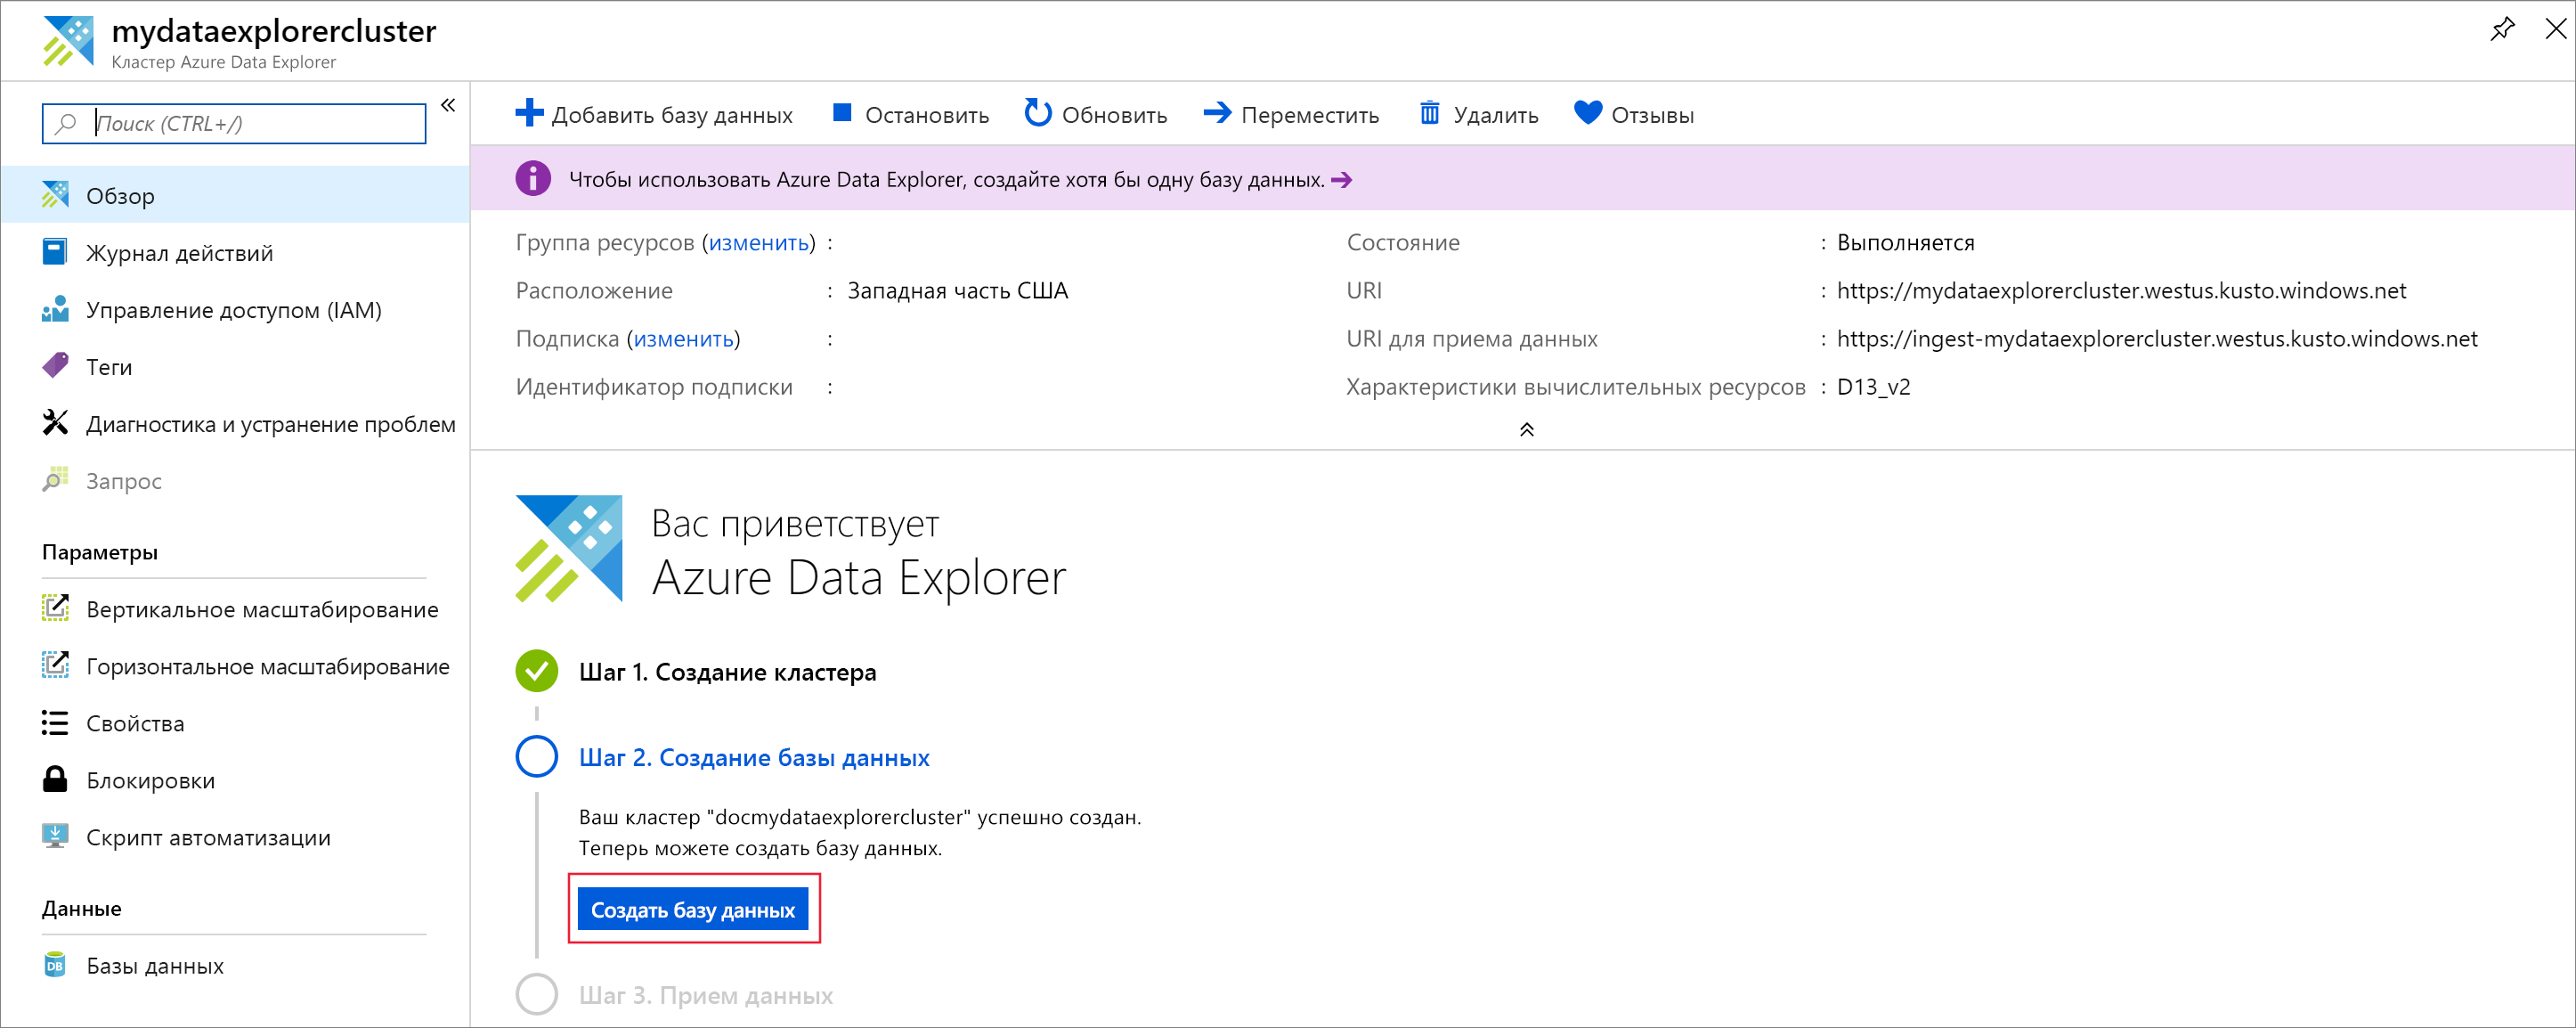 mydataexplorercluster
Кластер Azure Data Explorer
Поиск (CTRL+/)
Обзор
Журнал действий
Управление доступом (IAM)
Теги
Диагностика и устранение проблем
Запрос
Параметры
Вертикальное масштабирование
Горизонтальное масштабирование
Свойства
Блокировки
Скрипт автоматизации
Данные
DB
Базы данных
Добавить базу данных Остановить Обновить Переместить Удалить Отзывы
Чтобы использовать Azure Data Explorer, создайте хотя бы одну базу данных.
Группа ресурсов (изменить) :
Расположение : Западная часть США
Подписка (изменить) :
Идентификатор подписки :
Состояние : Выполняется
URI : https://mydataexplorercluster.westus.kusto.windows.net
URI для приема данных : https://ingest-mydataexplorercluster.westus.kusto.windows.net
Характеристики вычислительных ресурсов : D13_v2
Вас приветствует
Azure Data Explorer
Шаг 1. Создание кластера
Шаг 2. Создание базы данных
Ваш кластер "docmydataexplorercluster" успешно создан.
Теперь можете создать базу данных.
Создать базу данных
Шаг 3. Прием данных